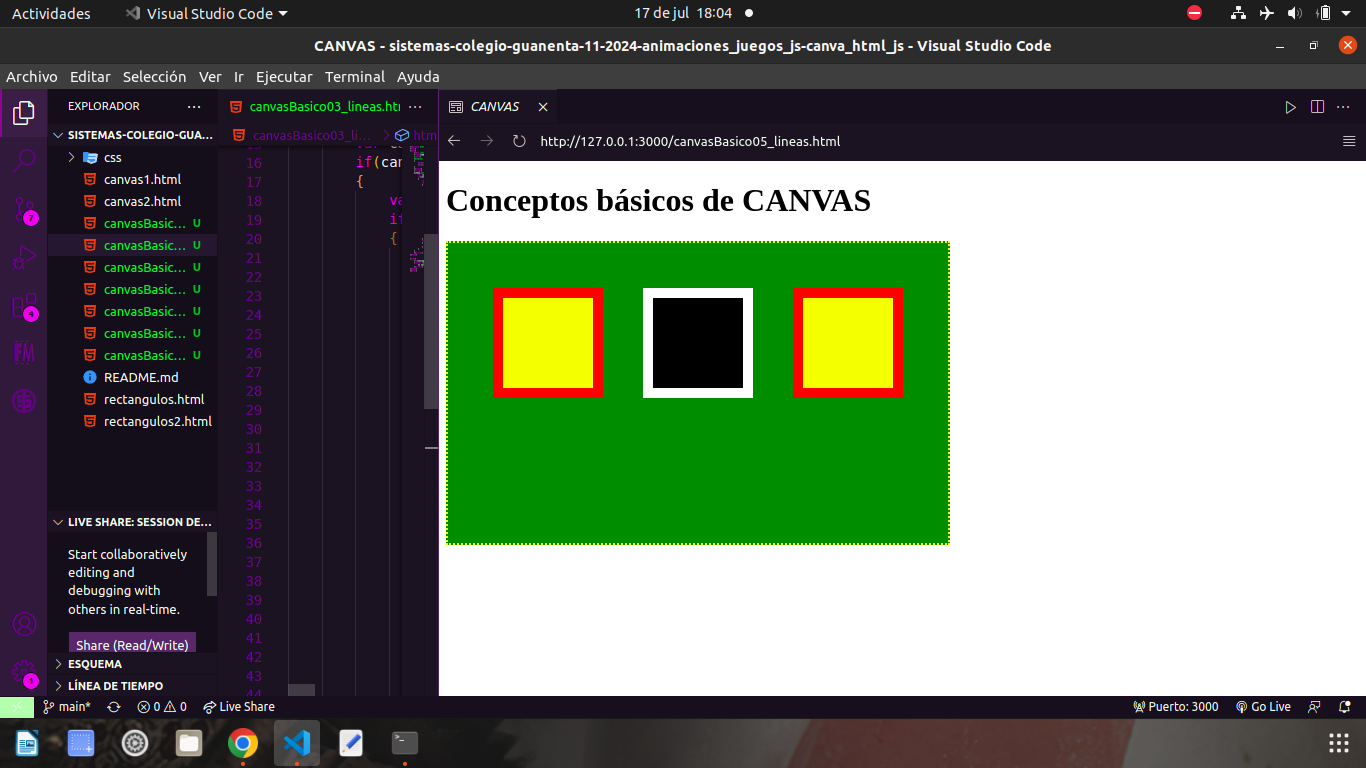 Actividades
Visual Studio Code
17 de jul 18:04
CANVAS - sistemas-colegio-guanenta-11-2024-animaciones_juegos_js-canva_html_js - Visual Studio Code
Archivo Editar Selección Ver Ir Ejecutar Terminal Ayuda
EXPLORADOR
SISTEMAS-COLEGIO-GUA...
css
canvas1.html
canvas2.html
canvasBasic... U
canvasBasic... U
canvasBasic... U
canvasBasic... U
canvasBasic... U
canvasBasic... U
canvasBasic... U
README.md
rectangulos.html
rectangulos2.html
LIVE SHARE: SESSION DE...
Start collaboratively
editing and
debugging with
others in real-time.
Share (Read/Write)
ESQUEMA
LÍNEA DE TIEMPO
7
4
FM
1
canvasBasico03_lineas.htm
canvasBasico03_li... > htm
16 if(can
17 {
18 va
19 if
20 {
21
22
23
24
25
26
27
28
29
30
31
32
33
34
35
36
37
38
39
40
41
42
43
44
CANVAS
http://127.0.0.1:3000/canvasBasico05_lineas.html
Conceptos básicos de CANVAS
main* 0 0 Live Share
Puerto: 3000 Go Live